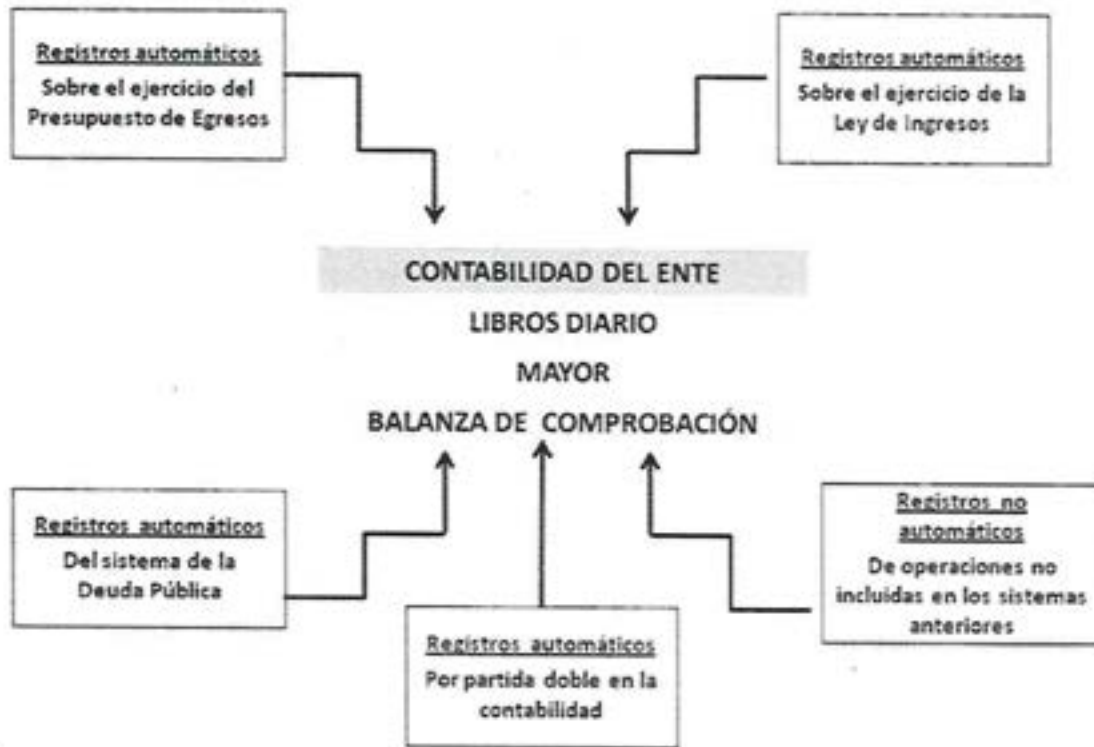 Registros automáticos
Sobre el ejercicio del
Presupuesto de Egresos
Registros automáticos
Sobre el ejercicio de la
Ley de Ingresos
CONTABILIDAD DEL ENTE
LIBROS DIARIO
MAYOR
BALANZA DE COMPROBACIÓN
Registros automáticos
Del sistema de la
Deuda Pública
Registros automáticos
Por partida doble en la
contabilidad
Registros no
automáticos
De operaciones no
incluidas en los sistemas
anteriores